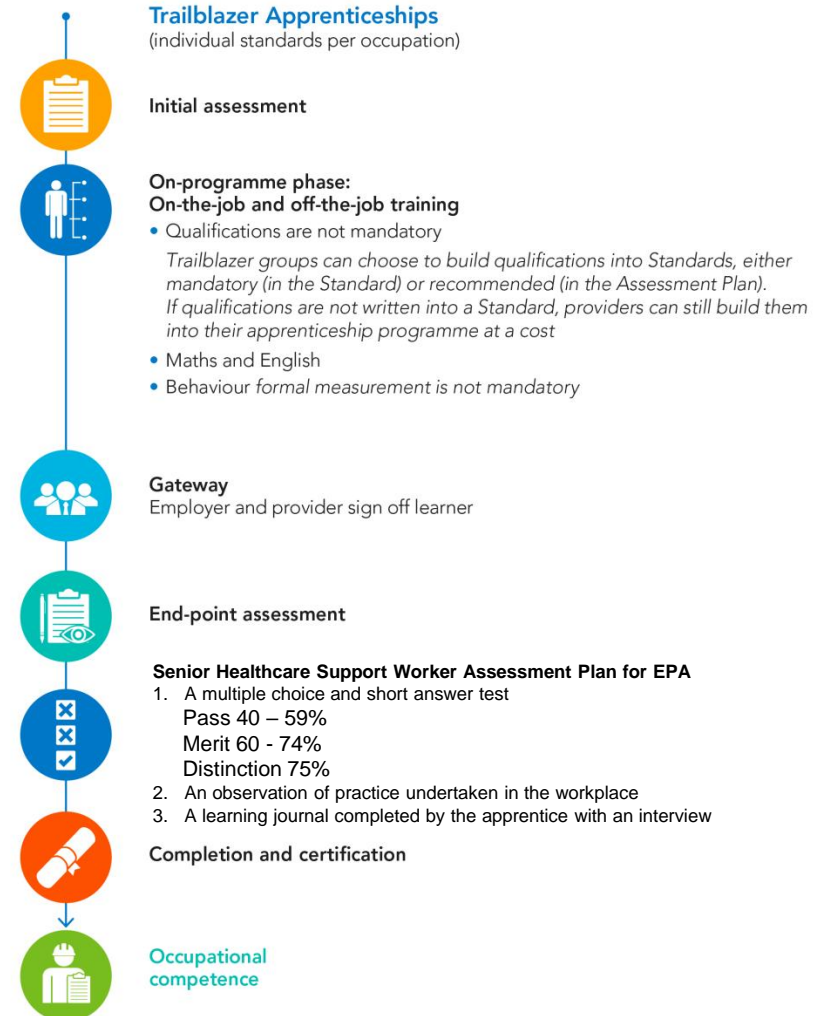 Trailblazer Apprenticeships
(individual standards per occupation)
Initial assessment
On-programme phase:
On-the-job and off-the-job training
• Qualifications are not mandatory
Trailblazer groups can choose to build qualifications into Standards, either
mandatory (in the Standard) or recommended (in the Assessment Plan).
If qualifications are not written into a Standard, providers can still build them
into their apprenticeship programme at a cost
• Maths and English
• Behaviour formal measurement is not mandatory
Gateway
Employer and provider sign off learner
End-point assessment
Senior Healthcare Support Worker Assessment Plan for EPA
1. A multiple choice and short answer test
Pass 40 – 59%
Merit 60 - 74%
Distinction 75%
2. An observation of practice undertaken in the workplace
3. A learning journal completed by the apprentice with an interview
Completion and certification
Occupational
competence